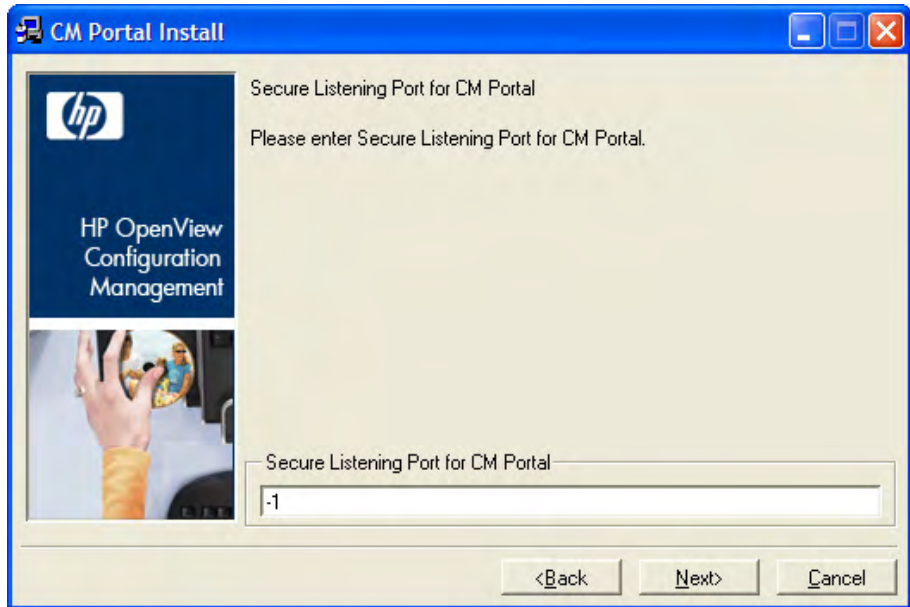 CM Portal Install
hp
HP OpenView
Configuration
Management
Secure Listening Port for CM Portal
Please enter Secure Listening Port for CM Portal.
Secure Listening Port for CM Portal
-1
<Back
Next>
Cancel